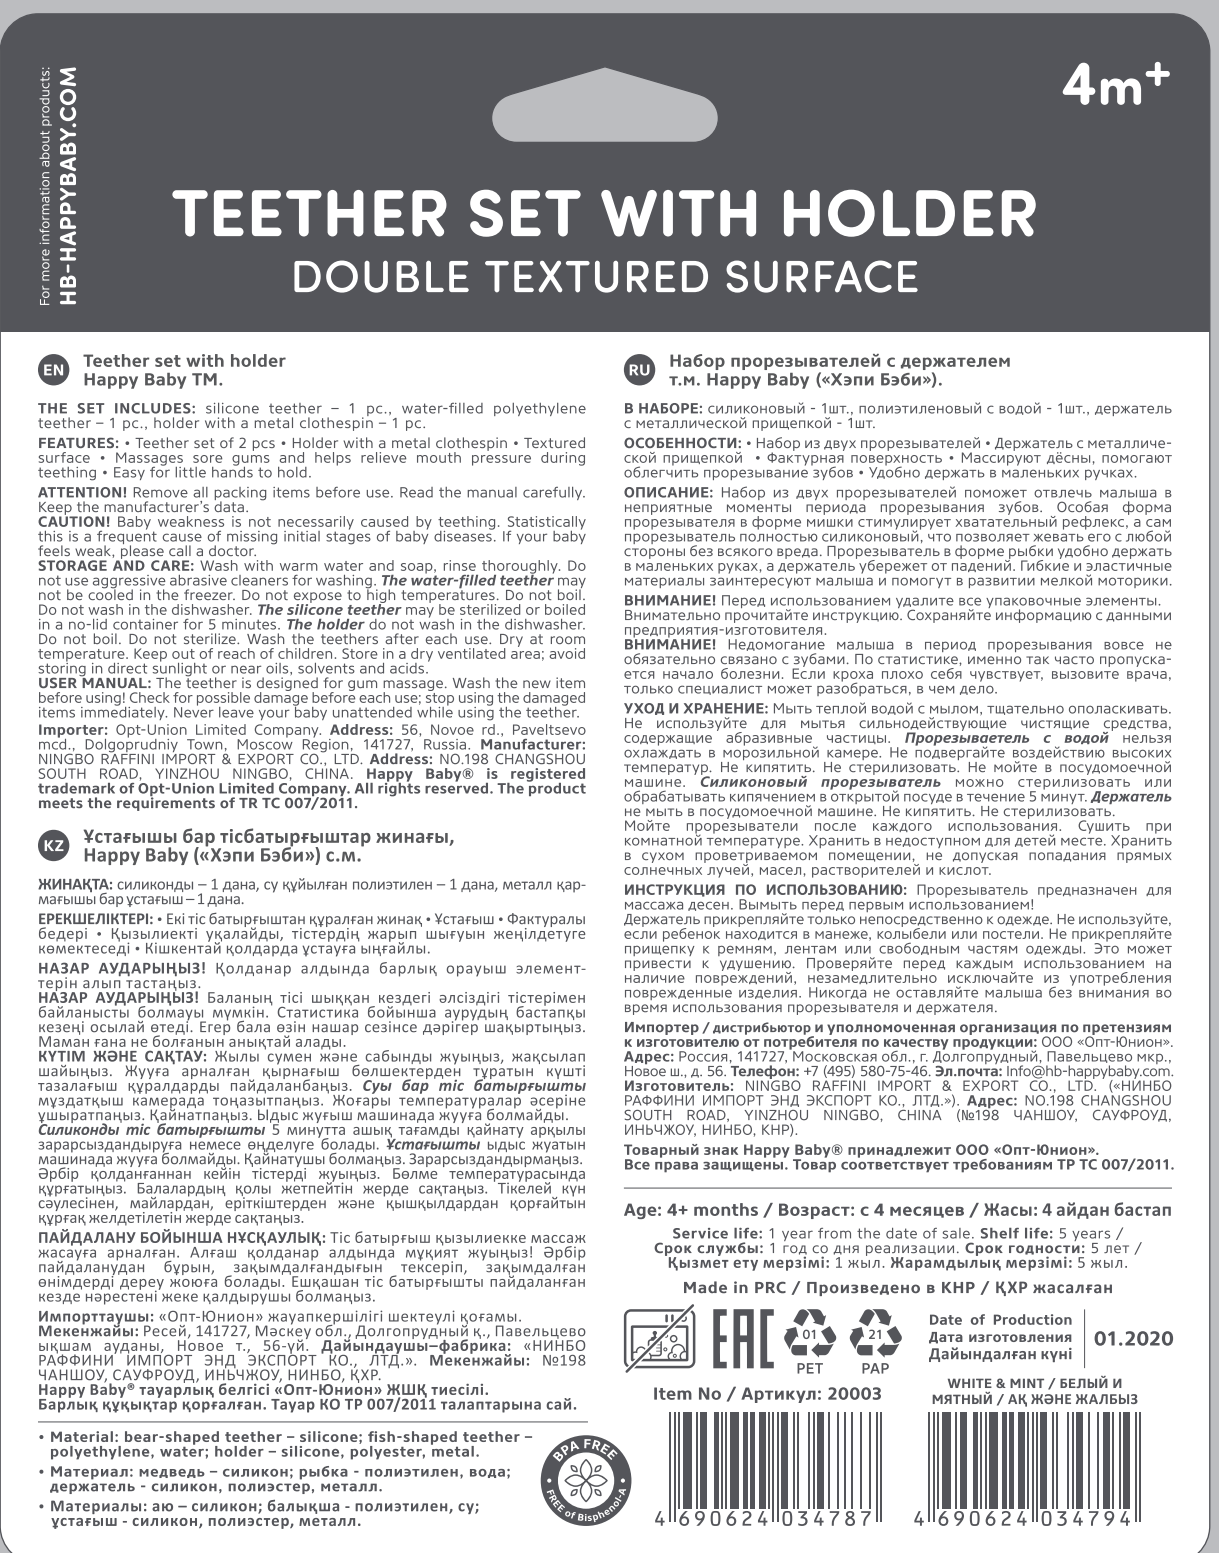 For more information about products:
HB-HAPPYBABY.COM
4m+
TEETHER SET WITH HOLDER
DOUBLE TEXTURED SURFACE
EN
Teether set with holder
Happy Baby TM.
THE SET INCLUDES: silicone teether – 1 pc., water-filled polyethylene
teether – 1 pc., holder with a metal clothespin – 1 pc.
FEATURES: • Teether set of 2 pcs • Holder with a metal clothespin • Textured
surface • Massages sore gums and helps relieve mouth pressure during
teething • Easy for little hands to hold.
ATTENTION! Remove all packing items before use. Read the manual carefully.
Keep the manufacturer's data.
CAUTION! Baby weakness is not necessarily caused by teething. Statistically
this is a frequent cause of missing initial stages of baby diseases. If your baby
feels weak, please call a doctor.
STORAGE AND CARE: Wash with warm water and soap, rinse thoroughly. Do
not use aggressive abrasive cleaners for washing. The water-filled teether may
not be cooled in the freezer. Do not expose to high temperatures. Do not boil.
Do not wash in the dishwasher. The silicone teether may be sterilized or boiled
in a no-lid container for 5 minutes. The holder do not wash in the dishwasher.
Do not boil. Do not sterilize. Wash the teethers after each use. Dry at room
temperature. Keep out of reach of children. Store in a dry ventilated area; avoid
storing in direct sunlight or near oils, solvents and acids.
USER MANUAL: The teether is designed for gum massage. Wash the new item
before using! Check for possible damage before each use; stop using the damaged
items immediately. Never leave your baby unattended while using the teether.
Importer: Opt-Union Limited Company. Address: 56, Novoe rd., Paveltsevo
mcd., Dolgoprudniy Town, Moscow Region, 141727, Russia. Manufacturer:
NINGBO RAFFINI IMPORT & EXPORT CO., LTD. Address: NO.198 CHANGSHOU
SOUTH ROAD, YINZHOU NINGBO, CHINA. Happy Baby® is registered
trademark of Opt-Union Limited Company. All rights reserved. The product
meets the requirements of TR TC 007/2011.
KZ
Ұстағышы бар тісбатырғыштар жинағы,
Happy Baby («Хэпи Бэби») с.м.
ЖИНАҚТА: силиконды – 1 дана, су құйылған полиэтилен – 1 дана, металл қар-
мағышы бар ұстағыш – 1 дана.
ЕРЕКШЕЛІКТЕРІ: • Екі тіс батырғыштан құралған жинақ • Ұстағыш • Фактуралы
бедері • Қызылиекті уқалайды, тістердің жарып шығуын жеңілдетуге
көмектеседі • Кішкентай қолдарда ұстауға ыңғайлы.
НАЗАР АУДАРЫҢЫЗ! Қолданар алдында барлық орауыш элемент-
терін алып тастаңыз.
НАЗАР АУДАРЫҢЫЗ! Баланың тісі шыққан кездегі әлсіздігі тістерімен
байланысты болмауы мүмкін. Статистика бойынша аурудың бастапқы
кезеңі осылай өтеді. Егер бала өзін нашар сезінсе дәрігер шақыртыңыз.
Маман ғана не болғанын анықтай алады.
КҮТІМ ЖӘНЕ САҚТАУ: Жылы сумен және сабынды жуыңыз, жақсылап
шайыңыз. Жууға арналған қырнағыш бөлшектерден тұратын күшті
тазалағыш құралдарды пайдаланбаңыз. Суы бар тіс батырғышты
мұздатқыш камерада тоңазытпаңыз. Жоғары температуралар әсеріне
ұшыратпаңыз. Қайнатпаңыз. Ыдыс жуғыш машинада жууға болмайды.
Силиконды тіс батырғышты 5 минутта ашық тағамды қайнату арқылы
зарарсыздандыруға немесе өңделуге болады. Ұстағышты ыдыс жуатын
машинада жууға болмайды. Қайнатушы болмаңыз. Зарарсыздандырмаңыз.
Әрбір қолданғаннан кейін тістерді жуыңыз. Бөлме температурасында
құрғатыңыз. Балалардың қолы жетпейтін жерде сақтаңыз. Тікелей күн
сәулесінен, майлардан, еріткіштерден және қышқылдардан қорғайтын
құрғақ желдетілетін жерде сақтаңыз.
ПАЙДАЛАНУ БОЙЫНША НҰСҚАУЛЫҚ: Тіс батырғыш қызылиекке массаж
жасауға арналған. Алғаш қолданар алдында мұқият жуыңыз! Әрбір
пайдаланудан бұрын, зақымдалғандығын тексеріп, зақымдалған
өнімдерді дереу жоюға болады. Ешқашан тіс батырғышты пайдаланған
кезде нәрестені жеке қалдырушы болмаңыз.
Импорттаушы: «Опт-Юнион» жауапкершілігі шектеулі қоғамы.
Мекенжайы: Ресей, 141727, Мәскеу обл., Долгопрудный қ., Павельцево
ықшам ауданы, Новое т., 56-үй. Дайындаушы–фабрика: «НИНБО
РАФФИНИ ИМПОРТ ЭНД ЭКСПОРТ КО., ЛТД.». Мекенжайы: №198
ЧАНШОУ, САУФРОУД, ИНЬЧЖОУ, НИНБО, ҚХР.
Happy Baby® тауарлық белгісі «Опт-Юнион» ЖШҚ тиесілі.
Барлық құқықтар қорғалған. Тауар КО ТР 007/2011 талаптарына сай.
• Material: bear-shaped teether – silicone; fish-shaped teether –
polyethylene, water; holder – silicone, polyester, metal.
• Материал: медведь – силикон; рыбка - полиэтилен, вода;
держатель - силикон, полиэстер, металл.
• Материалы: аю – силикон; балықша - полиэтилен, су;
ұстағыш - силикон, полиэстер, металл.
BPA FREE
• FREE of Bisphenol-A •
RU
Набор прорезывателей с держателем
т.м. Happy Baby («Хэпи Бэби»).
В НАБОРЕ: силиконовый - 1шт., полиэтиленовый с водой - 1шт., держатель
с металлической прищепкой - 1шт.
ОСОБЕННОСТИ: • Набор из двух прорезывателей • Держатель с металличе-
ской прищепкой • Фактурная поверхность • Массируют дёсны, помогают
облегчить прорезывание зубов • Удобно держать в маленьких ручках.
ОПИСАНИЕ: Набор из двух прорезывателей поможет отвлечь малыша в
неприятные моменты периода прорезывания зубов. Особая форма
прорезывателя в форме мишки стимулирует хватательный рефлекс, а сам
прорезыватель полностью силиконовый, что позволяет жевать его с любой
стороны без всякого вреда. Прорезыватель в форме рыбки удобно держать
в маленьких руках, а держатель убережет от падений. Гибкие и эластичные
материалы заинтересуют малыша и помогут в развитии мелкой моторики.
ВНИМАНИЕ! Перед использованием удалите все упаковочные элементы.
Внимательно прочитайте инструкцию. Сохраняйте информацию с данными
предприятия-изготовителя.
ВНИМАНИЕ! Недомогание малыша в период прорезывания вовсе не
обязательно связано с зубами. По статистике, именно так часто пропуска-
ется начало болезни. Если кроха плохо себя чувствует, вызовите врача,
только специалист может разобраться, в чем дело.
УХОД И ХРАНЕНИЕ: Мыть теплой водой с мылом, тщательно ополаскивать.
Не используйте для мытья сильнодействующие чистящие средства,
содержащие абразивные частицы. Прорезываетель с водой нельзя
охлаждать в морозильной камере. Не подвергайте воздействию высоких
температур. Не кипятить. Не стерилизовать. Не мойте в посудомоечной
машине. Силиконовый прорезыватель можно стерилизовать или
обрабатывать кипячением в открытой посуде в течение 5 минут. Держатель
не мыть в посудомоечной машине. Не кипятить. Не стерилизовать.
Мойте прорезыватели после каждого использования. Сушить при
комнатной температуре. Хранить в недоступном для детей месте. Хранить
в сухом проветриваемом помещении, не допуская попадания прямых
солнечных лучей, масел, растворителей и кислот.
ИНСТРУКЦИЯ ПО ИСПОЛЬЗОВАНИЮ: Прорезыватель предназначен для
массажа десен. Вымыть перед первым использованием!
Держатель прикрепляйте только непосредственно к одежде. Не используйте,
если ребенок находится в манеже, колыбели или постели. Не прикрепляйте
прищепку к ремням, лентам или свободным частям одежды. Это может
привести к удушению. Проверяйте перед каждым использованием на
наличие повреждений, незамедлительно исключайте из употребления
поврежденные изделия. Никогда не оставляйте малыша без внимания во
время использования прорезывателя и держателя.
Импортер / дистрибьютор и уполномоченная организация по претензиям
к изготовителю от потребителя по качеству продукции: ООО «Опт-Юнион».
Адрес: Россия, 141727, Московская обл., г. Долгопрудный, Павельцево мкр.,
Новое ш., д. 56. Телефон: +7 (495) 580-75-46. Эл.почта: Info@hb-happybaby.com.
Изготовитель: NINGBO RAFFINI IMPORT & EXPORT CO., LTD. («НИНБО
РАФФИНИ ИМПОРТ ЭНД ЭКСПОРТ КО., ЛТД.»). Адрес: NO.198 CHANGSHOU
SOUTH ROAD, YINZHOU NINGBO, CHINA (№198 ЧАНШОУ, САУФРОУД,
ИНЬЧЖОУ, НИНБО, КНР).
Товарный знак Happy Baby® принадлежит ООО «Опт-Юнион».
Все права защищены. Товар соответствует требованиям ТР ТС 007/2011.
Age: 4+ months / Возраст: с 4 месяцев / Жасы: 4 айдан бастап
Service life: 1 year from the date of sale. Shelf life: 5 years /
Срок службы: 1 год со дня реализации. Срок годности: 5 лет /
Қызмет ету мерзімі: 1 жыл. Жарамдылық мерзімі: 5 жыл.
Made in PRC / Произведено в КНР / ҚХР жасалған
EAC
01
PET
21
PAP
Date of Production
Дата изготовления
Дайындалған күні
01.2020
Item No / Артикул: 20003
WHITE & MINT / БЕЛЫЙ И
МЯТНЫЙ / АҚ ЖӘНЕ ЖАЛБЫЗ
4 690624 034787
4 690624 034794